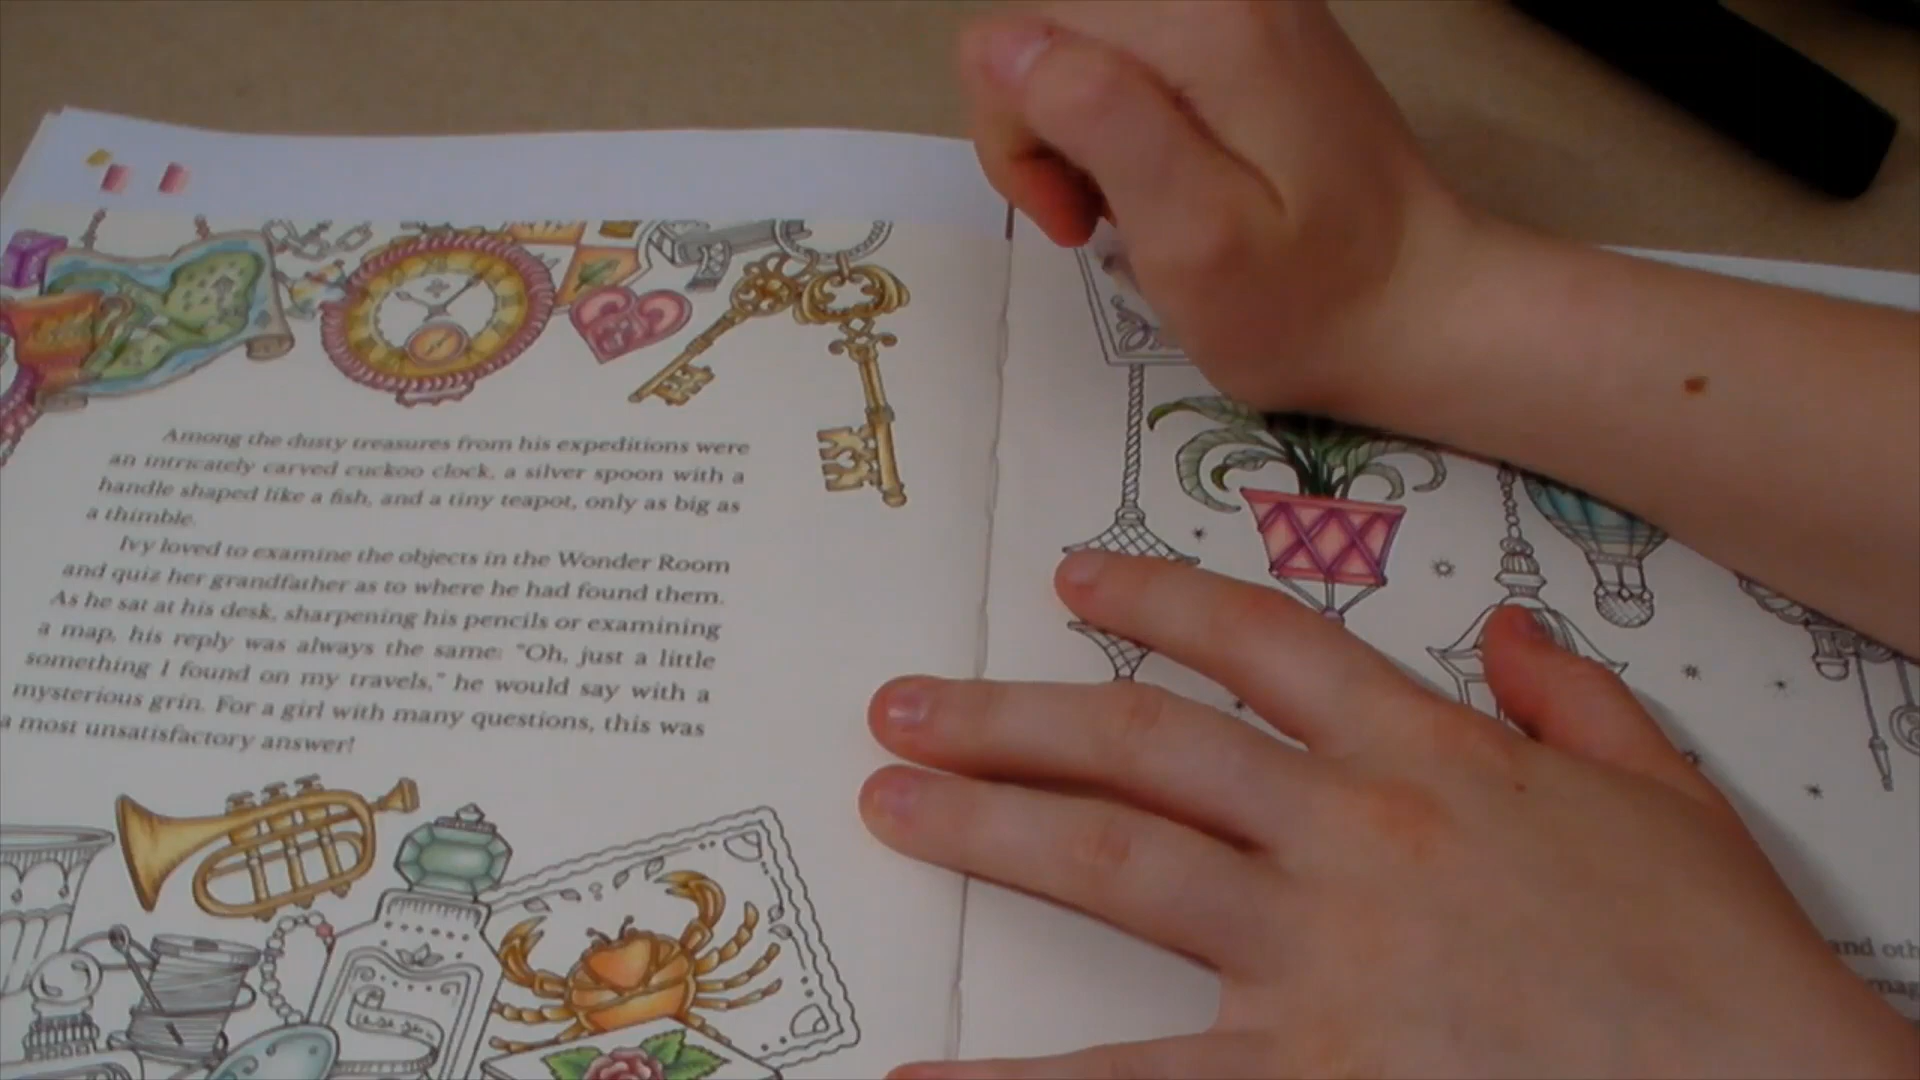 Among the dusty treasures from his expeditions were
an intricately carved cuckoo clock, a silver spoon with a
handle shaped like a fish, and a tiny teapot, only as big as
a thimble.
Ivy loved to examine the objects in the Wonder Room
and quiz her grandfather as to where he had found them.
As he sat at his desk, sharpening his pencils or examining
a map, his reply was always the same: "Oh, just a little
something I found on my travels," he would say with a
mysterious grin. For a girl with many questions, this was
a most unsatisfactory answer!
and oth
mag